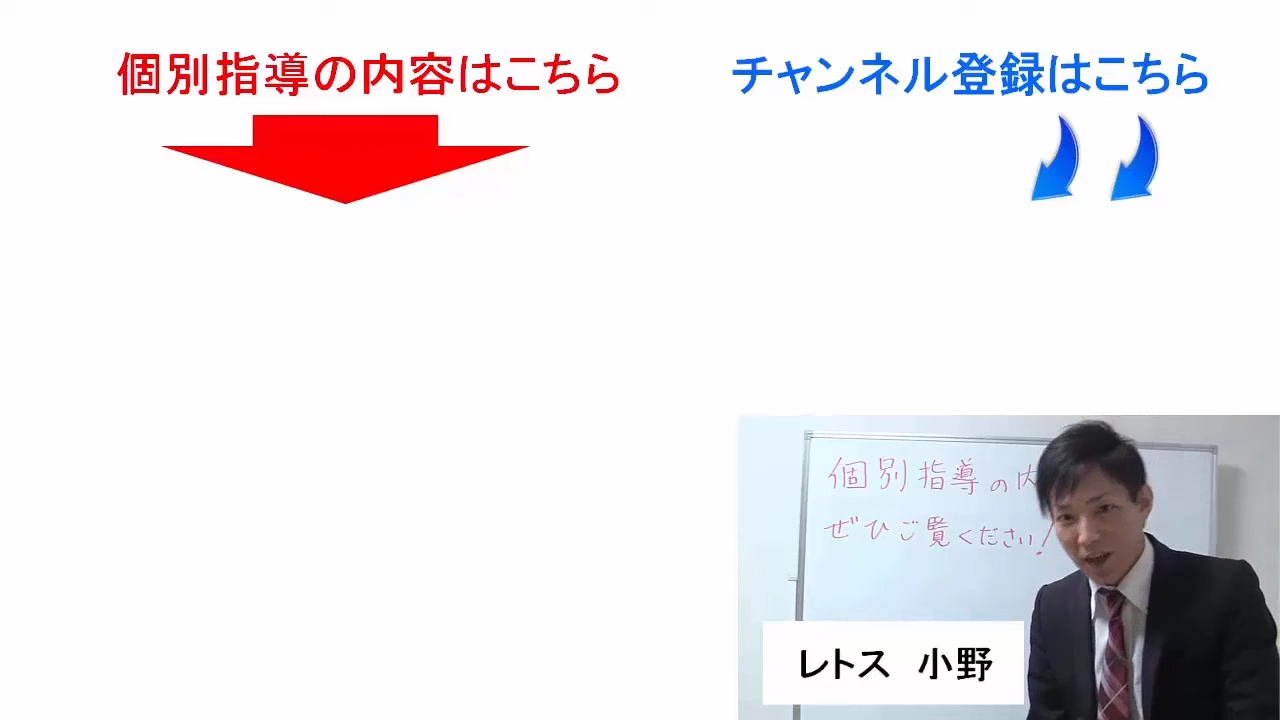 個別指導の内容はこちら
チャンネル登録はこちら
個別指導の内
ぜひご覧ください!
レトス 小野